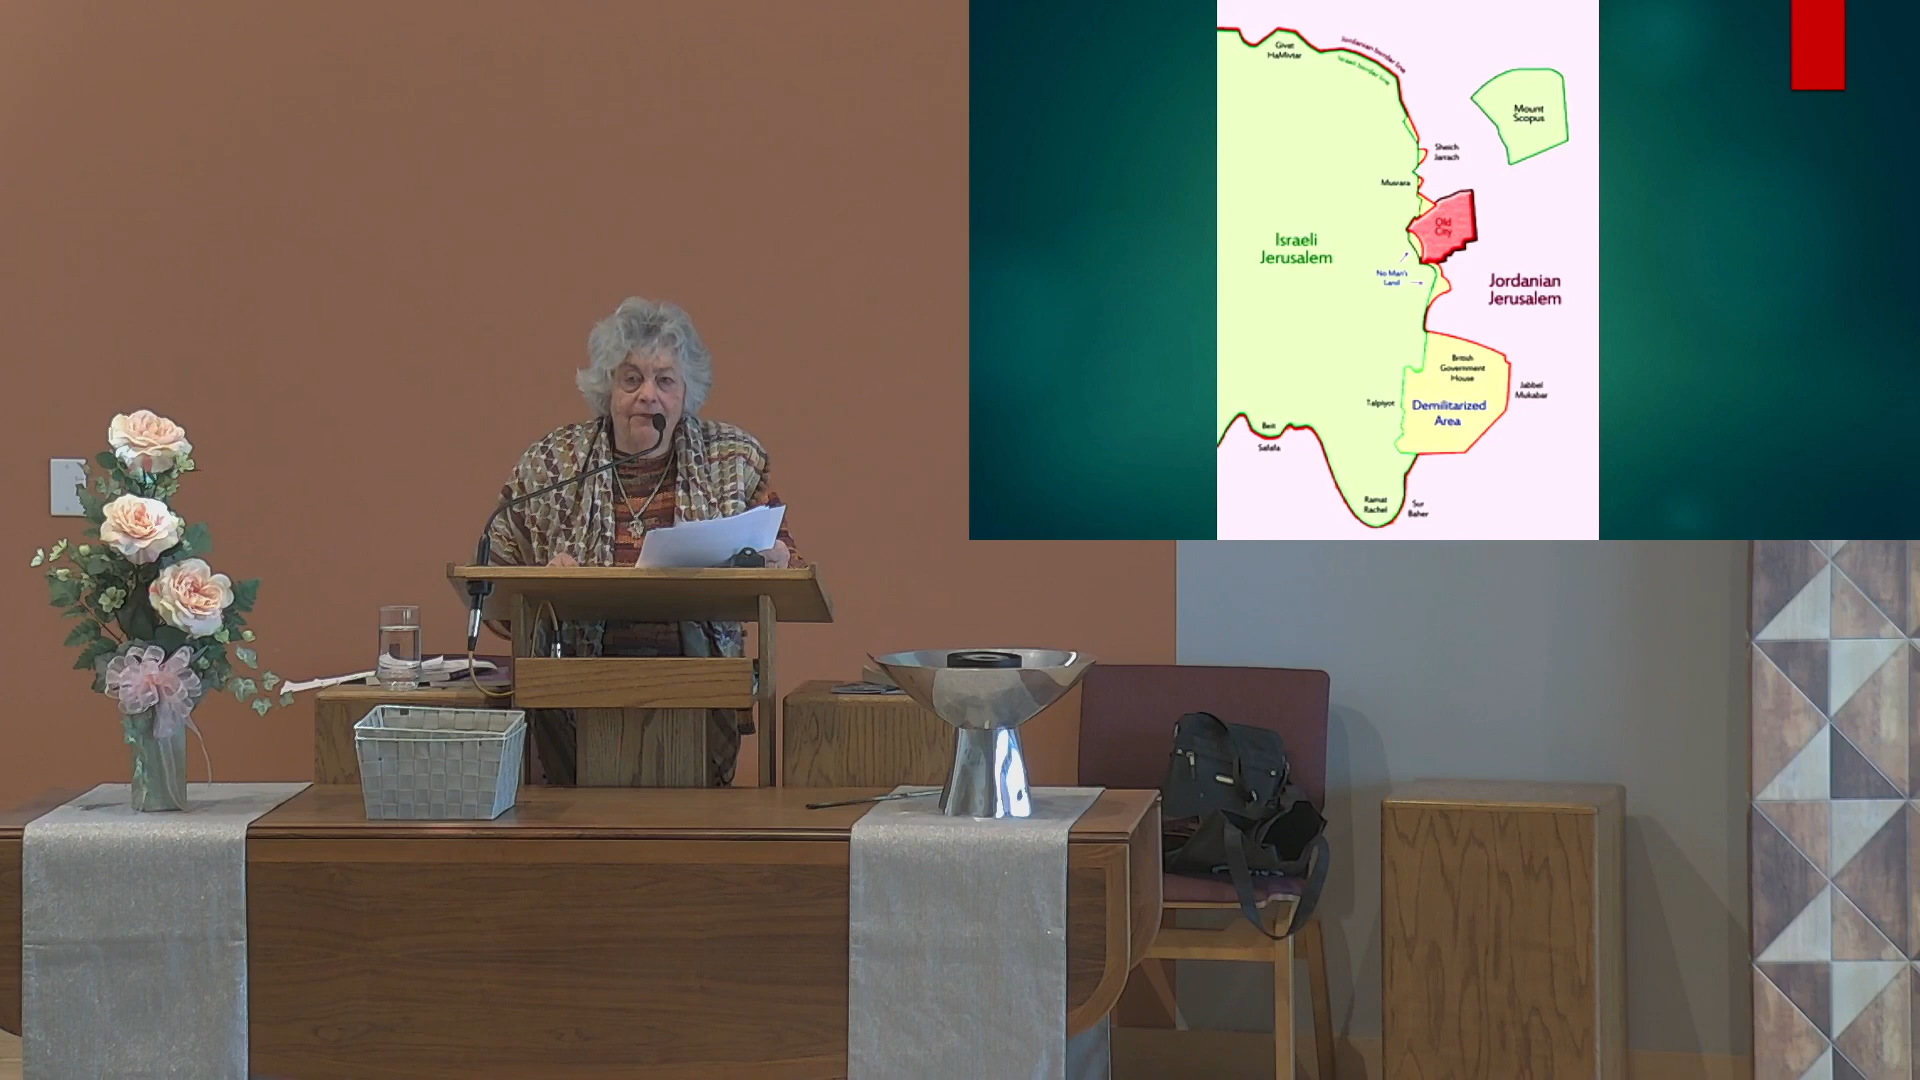 Givat
HaMivtar
Jordanian border line
Israeli border line
Mount
Scopus
Sheich
Jarrach
Musrara
Old
City
Israeli
Jerusalem
No Man's
Land
Jordanian
Jerusalem
British
Government
House
Jabbel
Mukabar
Talpiyot
Demilitarized
Area
Beit
Safafa
Ramat
Rachel
Sur
Baher